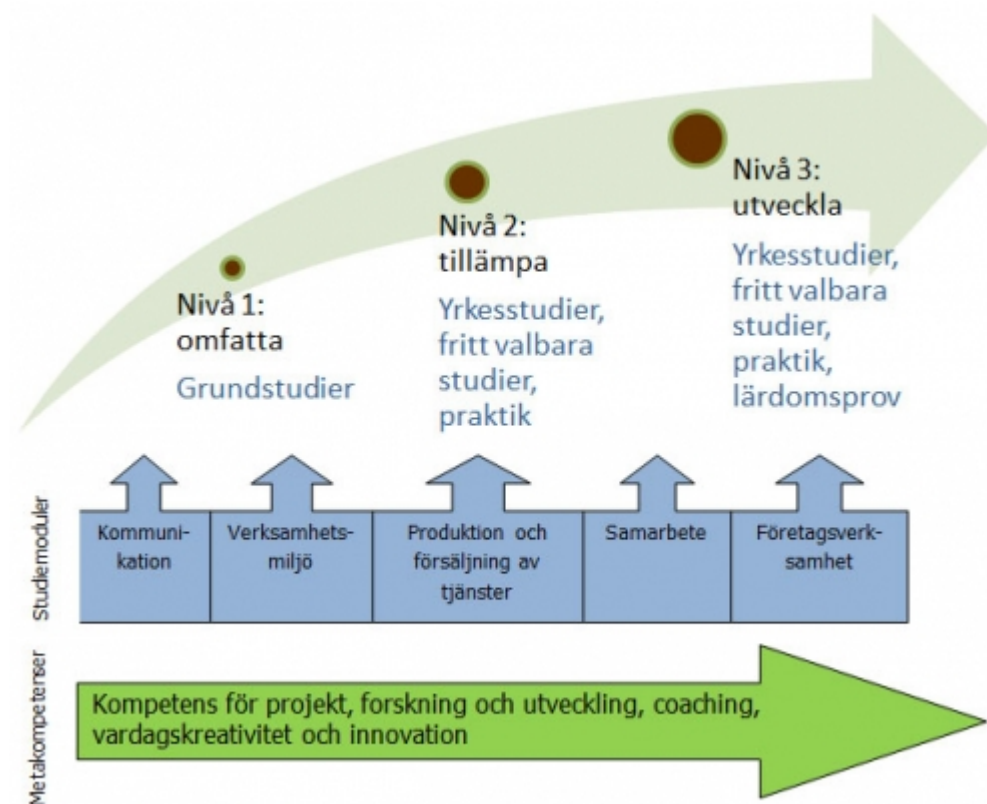 Nivå 1:
omfatta
Grundstudier
Nivå 2:
tillämpa
Yrkesstudier,
fritt valbara
studier,
praktik
Nivå 3:
utveckla
Yrkesstudier,
fritt valbara
studier,
praktik,
lärdomsprov
Studiemoduler
Kommuni-
kation
Verksamhets-
miljö
Produktion och
försäljning av
tjänster
Samarbete
Företagsverk-
samhet
Metakompetenser
Kompetens för projekt, forskning och utveckling, coaching,
vardagskreativitet och innovation